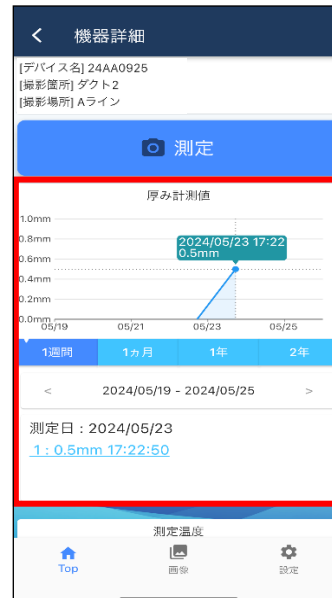 機器詳細
[デバイス名] 24AA0925
[撮影箇所] ダクト2
[撮影場所] Aライン
測定
厚み計測値
1.0mm
0.8mm
0.6mm
0.4mm
0.2mm
0.0mm
2024/05/23 17:22
0.5mm
05/19 05/21 05/23 05/25
1週間 1ヵ月 1年 2年
< 2024/05/19 - 2024/05/25 >
測定日：2024/05/23
1：0.5mm 17:22:50
測定温度
Top 画像 設定